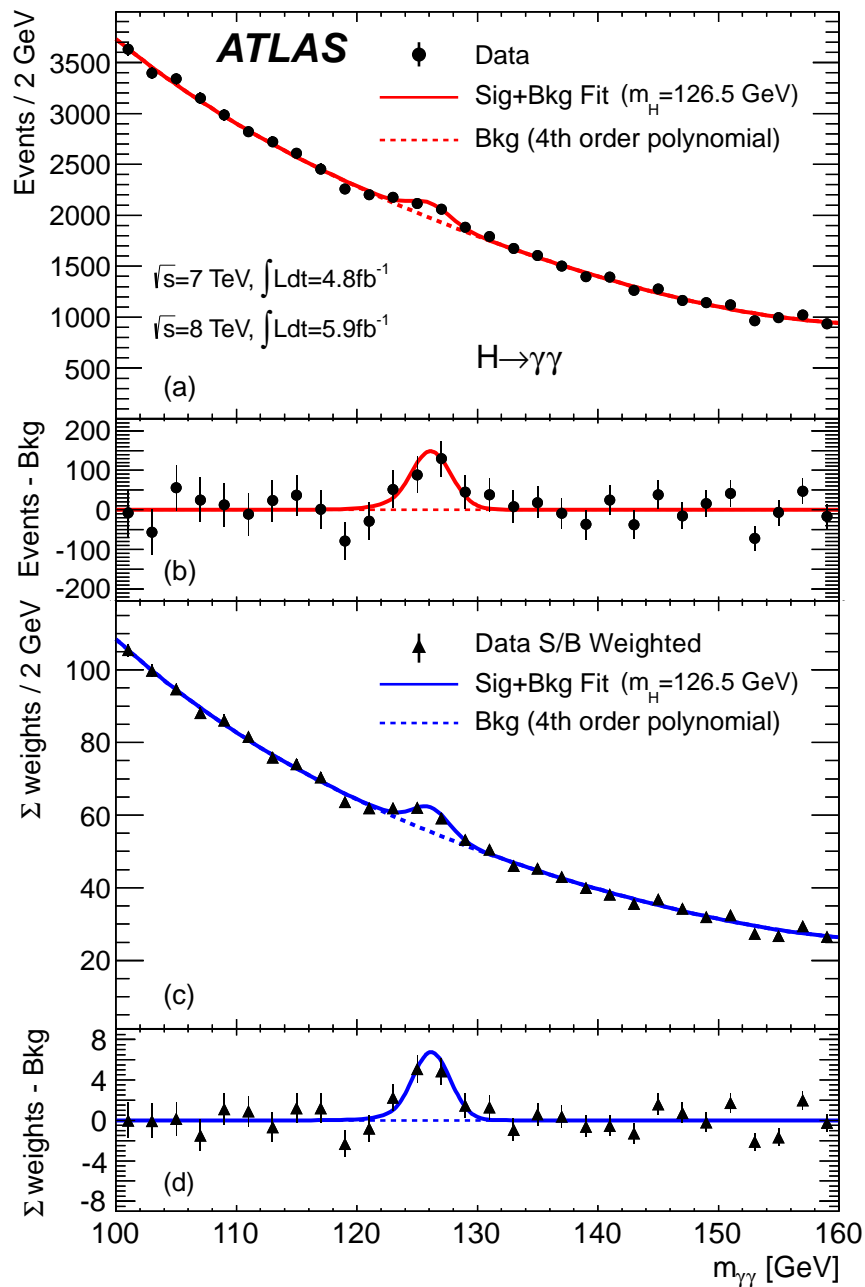 ATLAS
Data
Sig+Bkg Fit (m_H=126.5 GeV)
Bkg (4th order polynomial)
Events / 2 GeV
3500
3000
2500
2000
1500
1000
500
√s=7 TeV, ∫Ldt=4.8fb⁻¹
√s=8 TeV, ∫Ldt=5.9fb⁻¹
H→γγ
(a)
Events - Bkg
200
100
0
-100
-200
(b)
Σ weights / 2 GeV
100
80
60
40
20
Data S/B Weighted
Sig+Bkg Fit (m_H=126.5 GeV)
Bkg (4th order polynomial)
(c)
Σ weights - Bkg
8
4
0
-4
-8
(d)
100 110 120 130 140 150 160
m_γγ [GeV]